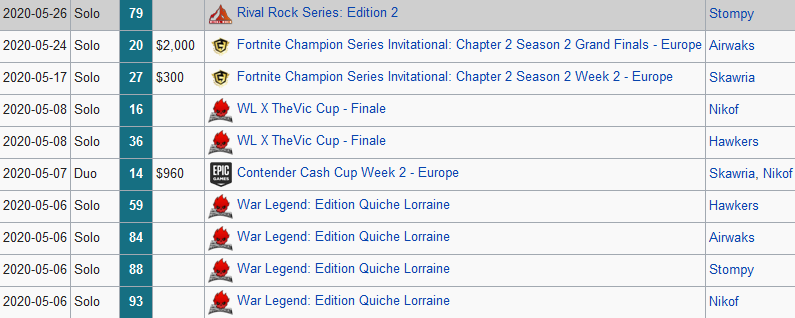 2020-05-26 Solo 79 Rival Rock Series: Edition 2 Stompy
2020-05-24 Solo 20 $2,000 Fortnite Champion Series Invitational: Chapter 2 Season 2 Grand Finals - Europe Airwaks
2020-05-17 Solo 27 $300 Fortnite Champion Series Invitational: Chapter 2 Season 2 Week 2 - Europe Skawria
2020-05-08 Solo 16 WL X TheVic Cup - Finale Nikof
2020-05-08 Solo 36 WL X TheVic Cup - Finale Hawkers
2020-05-07 Duo 14 $960 EPIC GAMES Contender Cash Cup Week 2 - Europe Skawria, Nikof
2020-05-06 Solo 59 War Legend: Edition Quiche Lorraine Hawkers
2020-05-06 Solo 84 War Legend: Edition Quiche Lorraine Airwaks
2020-05-06 Solo 88 War Legend: Edition Quiche Lorraine Stompy
2020-05-06 Solo 93 War Legend: Edition Quiche Lorraine Nikof